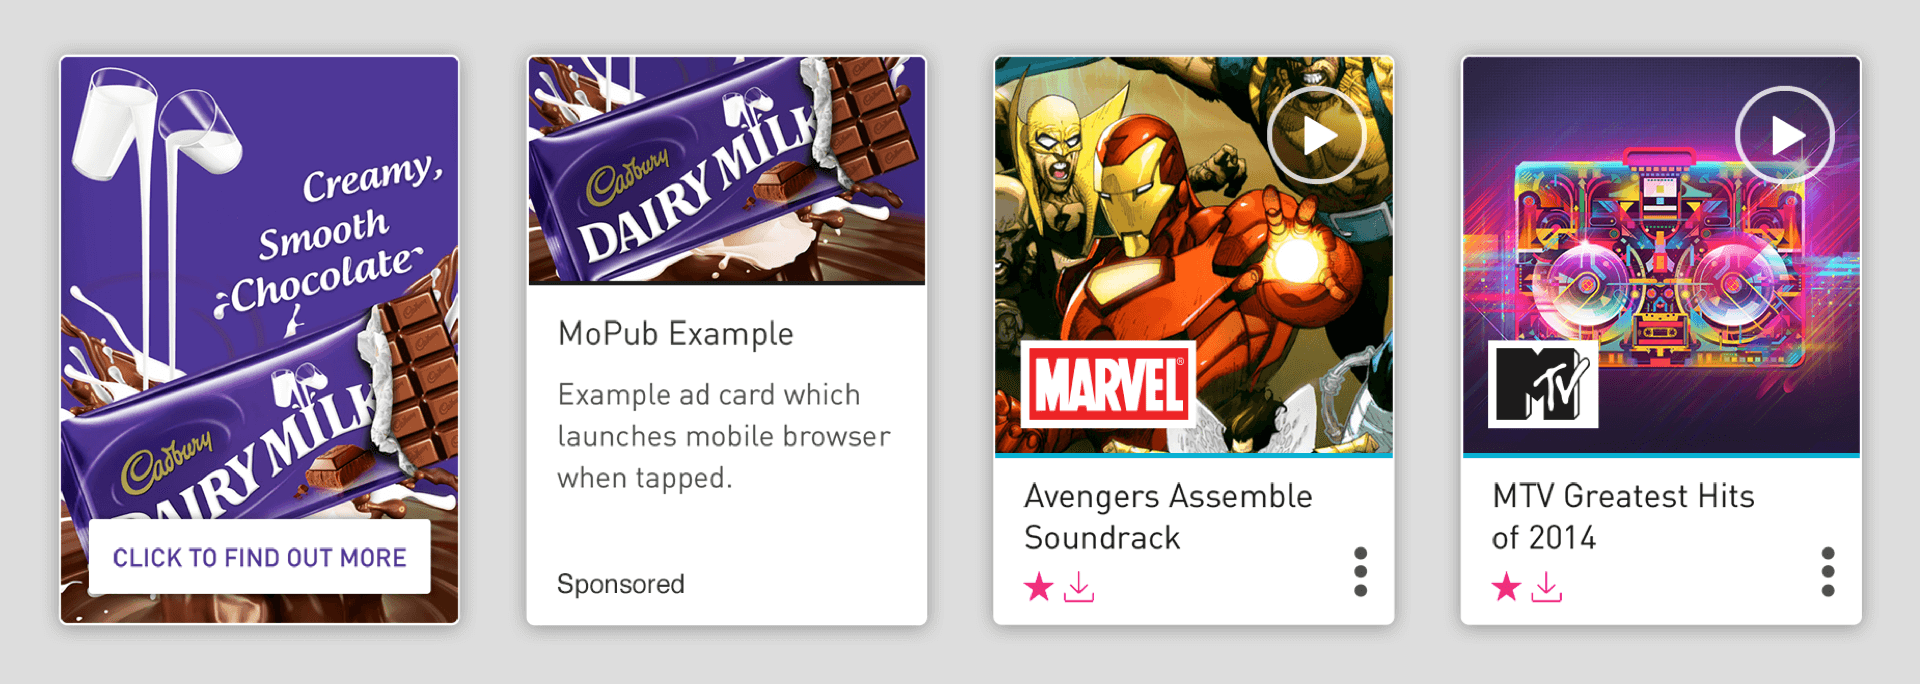 Creamy,
Smooth
Chocolate
Cadbury
DAIRY MILK
CLICK TO FIND OUT MORE
Cadbury
DAIRY MILK
MoPub Example
Example ad card which
launches mobile browser
when tapped.
Sponsored
MARVEL®
Avengers Assemble
Soundrack
MTV
MTV Greatest Hits
of 2014